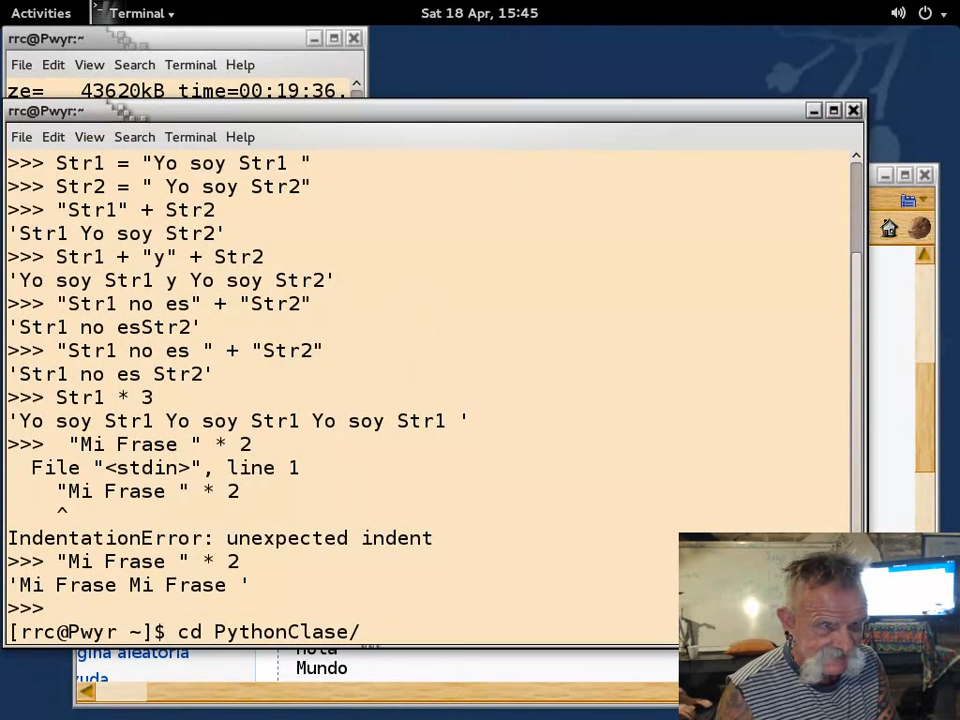 Activities
Terminal
Sat 18 Apr, 15:45
rrc@Pwyr:~
File Edit View Search Terminal Help
ze=   43620kB time=00:19:36.
rrc@Pwyr:~
File Edit View Search Terminal Help
>>> Str1 = "Yo soy Str1 "
>>> Str2 = " Yo soy Str2"
>>> "Str1" + Str2
'Str1 Yo soy Str2'
>>> Str1 + "y" + Str2
'Yo soy Str1 y Yo soy Str2'
>>> "Str1 no es" + "Str2"
'Str1 no esStr2'
>>> "Str1 no es " + "Str2"
'Str1 no es Str2'
>>> Str1 * 3
'Yo soy Str1 Yo soy Str1 Yo soy Str1 '
>>>  "Mi Frase " * 2
  File "<stdin>", line 1
    "Mi Frase " * 2
    ^
IndentationError: unexpected indent
>>> "Mi Frase " * 2
'Mi Frase Mi Frase '
>>>
[rrc@Pwyr ~]$ cd PythonClase/
gina aleatoria
Mundo